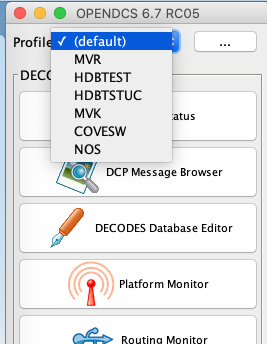 OPENDCS 6.7 RC05
Profile
✓ (default)
...
MVR
HDBTEST
HDBTSTUC
MVK
COVESW
NOS
DECO
tatus
DCP Message Browser
DECODES Database Editor
Platform Monitor
Routing Monitor